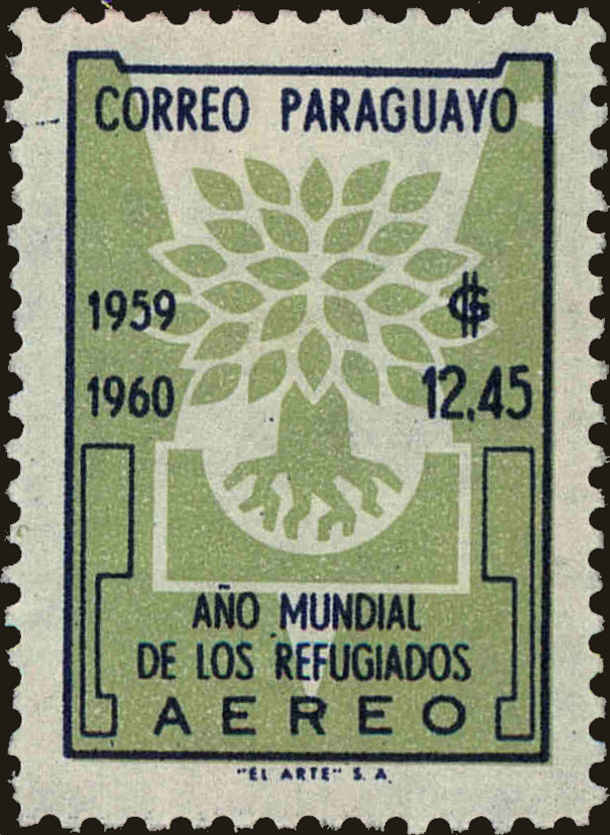 CORREO PARAGUAYO
1959
1960
₲
12.45
AÑO MUNDIAL
DE LOS REFUGIADOS
AEREO
"EL ARTE" S. A.